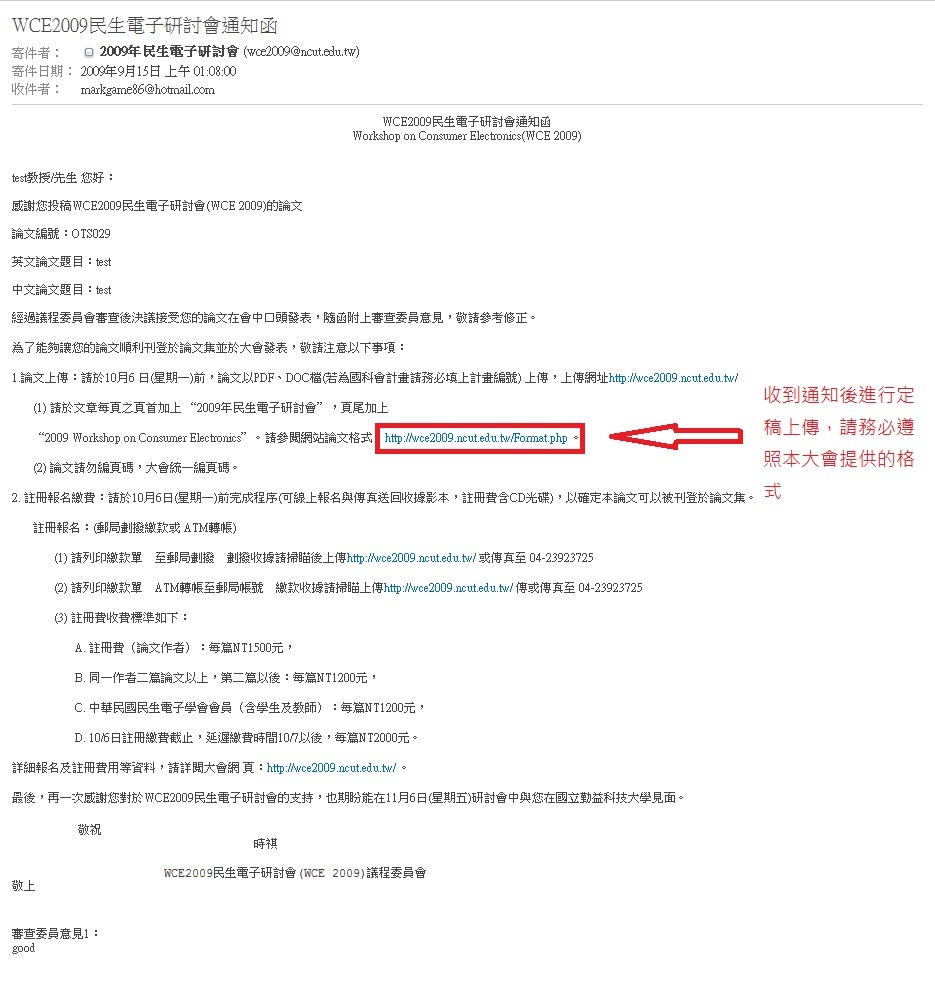 WCE2009民生電子研討會通知函
寄件者： 2009年民生電子研討會 (wce2009@ncut.edu.tw)
寄件日期： 2009年9月15日 上午 01:08:00
收件者： markgame86@hotmail.com
WCE2009民生電子研討會通知函
Workshop on Consumer Electronics(WCE 2009)
test教授/先生 您好：
感謝您投稿WCE2009民生電子研討會(WCE 2009)的論文
論文編號：OTS029
英文論文題目：test
中文論文題目：test
經過議程委員會審查後決議接受您的論文在會中口頭發表，隨函附上審查委員意見，敬請參考修正。
為了能夠讓您的論文順利刊登於論文集並於大會發表，敬請注意以下事項：
1.論文上傳：請於10月6 日(星期一)前，論文以PDF、DOC檔(若為國科會計畫請務必填上計畫編號) 上傳，上傳網址http://wce2009.ncut.edu.tw/
(1) 請於文章每頁之頁首加上 “2009年民生電子研討會”，頁尾加上
“2009 Workshop on Consumer Electronics”。請參閱網站論文格式 http://wce2009.ncut.edu.tw/Format.php 。
(2) 論文請勿編頁碼，大會統一編頁碼。
收到通知後進行定
稿上傳，請務必遵
照本大會提供的格
式
2. 註冊報名繳費：請於10月6日(星期一)前完成程序(可線上報名與傳真送回收據影本，註冊費含CD光碟)，以確定本論文可以被刊登於論文集。
註冊報名：(郵局劃撥繳款或 ATM轉帳)
(1) 請列印繳款單 至郵局劃撥 劃撥收據請掃瞄後上傳http://wce2009.ncut.edu.tw/ 或傳真至 04-23923725
(2) 請列印繳款單 ATM轉帳至郵局帳號 繳款收據請掃瞄上傳http://wce2009.ncut.edu.tw/ 傳或傳真至 04-23923725
(3) 註冊費收費標準如下：
A. 註冊費（論文作者）：每篇NT1500元，
B. 同一作者二篇論文以上，第二篇以後：每篇NT1200元，
C. 中華民國民生電子學會會員（含學生及教師）：每篇NT1200元，
D. 10/6日註冊繳費截止，延遲繳費時間10/7以後，每篇NT2000元。
詳細報名及註冊費用等資料，請詳閱大會網 頁：http://wce2009.ncut.edu.tw/ 。
最後，再一次感謝您對於WCE2009民生電子研討會的支持，也期盼能在11月6日(星期五)研討會中與您在國立勤益科技大學見面。
敬祝
時祺
WCE2009民生電子研討會(WCE 2009)議程委員會
敬上
審查委員意見1：
good